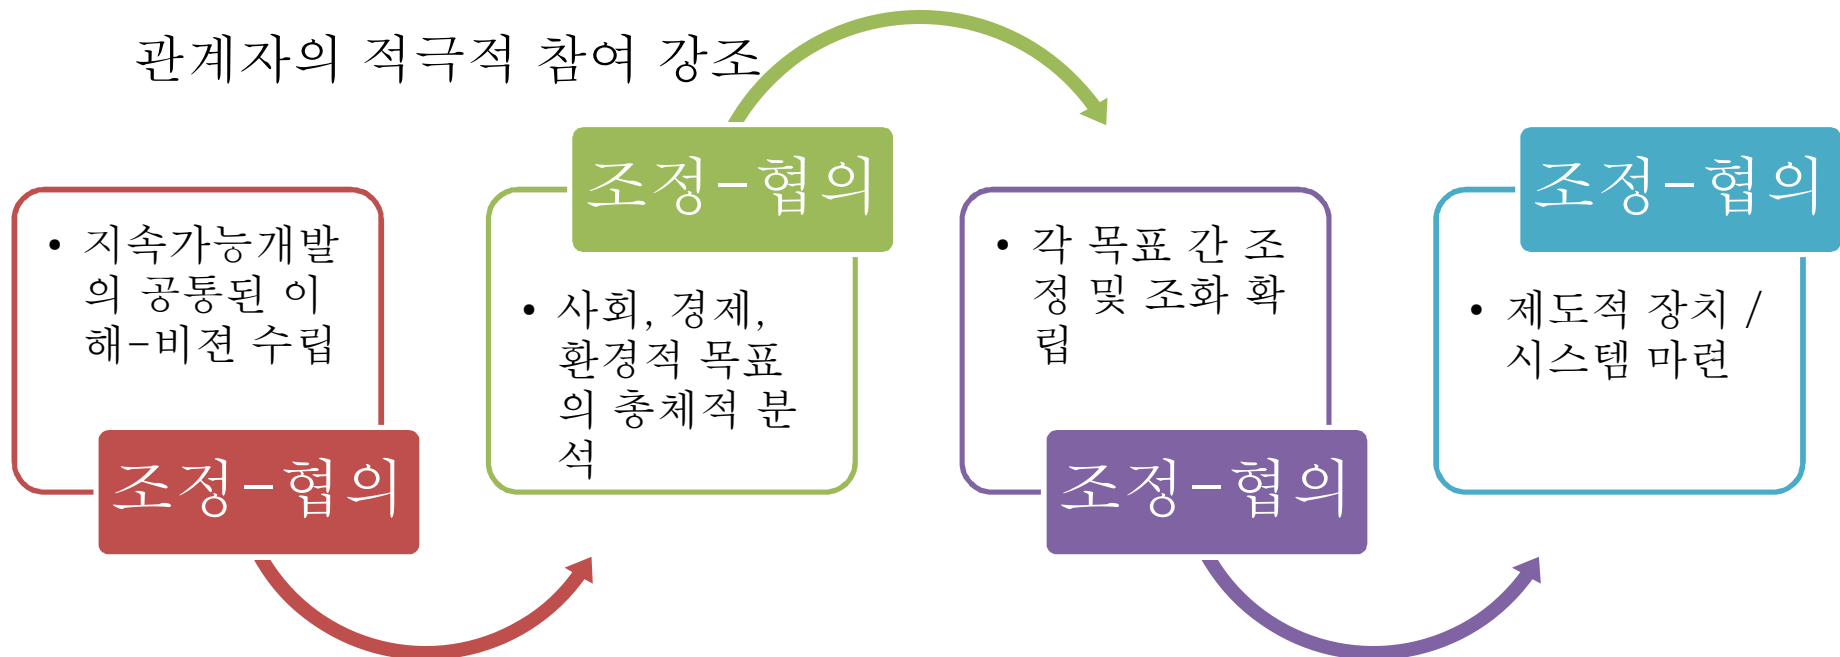 관계자의 적극적 참여 강조
• 지속가능개발
의 공통된 이
해-비젼 수립
조정-협의
조정-협의
• 사회, 경제,
환경적 목표
의 총체적 분
석
• 각 목표 간 조
정 및 조화 확
립
조정-협의
조정-협의
• 제도적 장치 /
시스템 마련